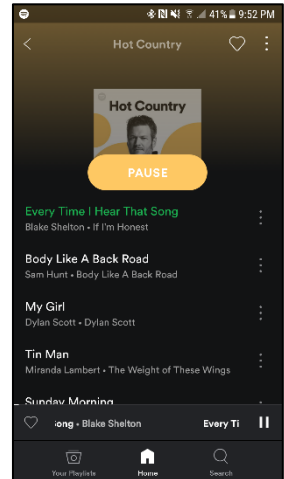 41% 9:52 PM
Hot Country
Hot Country
PAUSE
Every Time I Hear That Song
Blake Shelton • If I'm Honest
Body Like A Back Road
Sam Hunt • Body Like A Back Road
My Girl
Dylan Scott • Dylan Scott
Tin Man
Miranda Lambert • The Weight of These Wings
Sunday Morning
Song • Blake Shelton Every Ti
Your Playlists Home Search